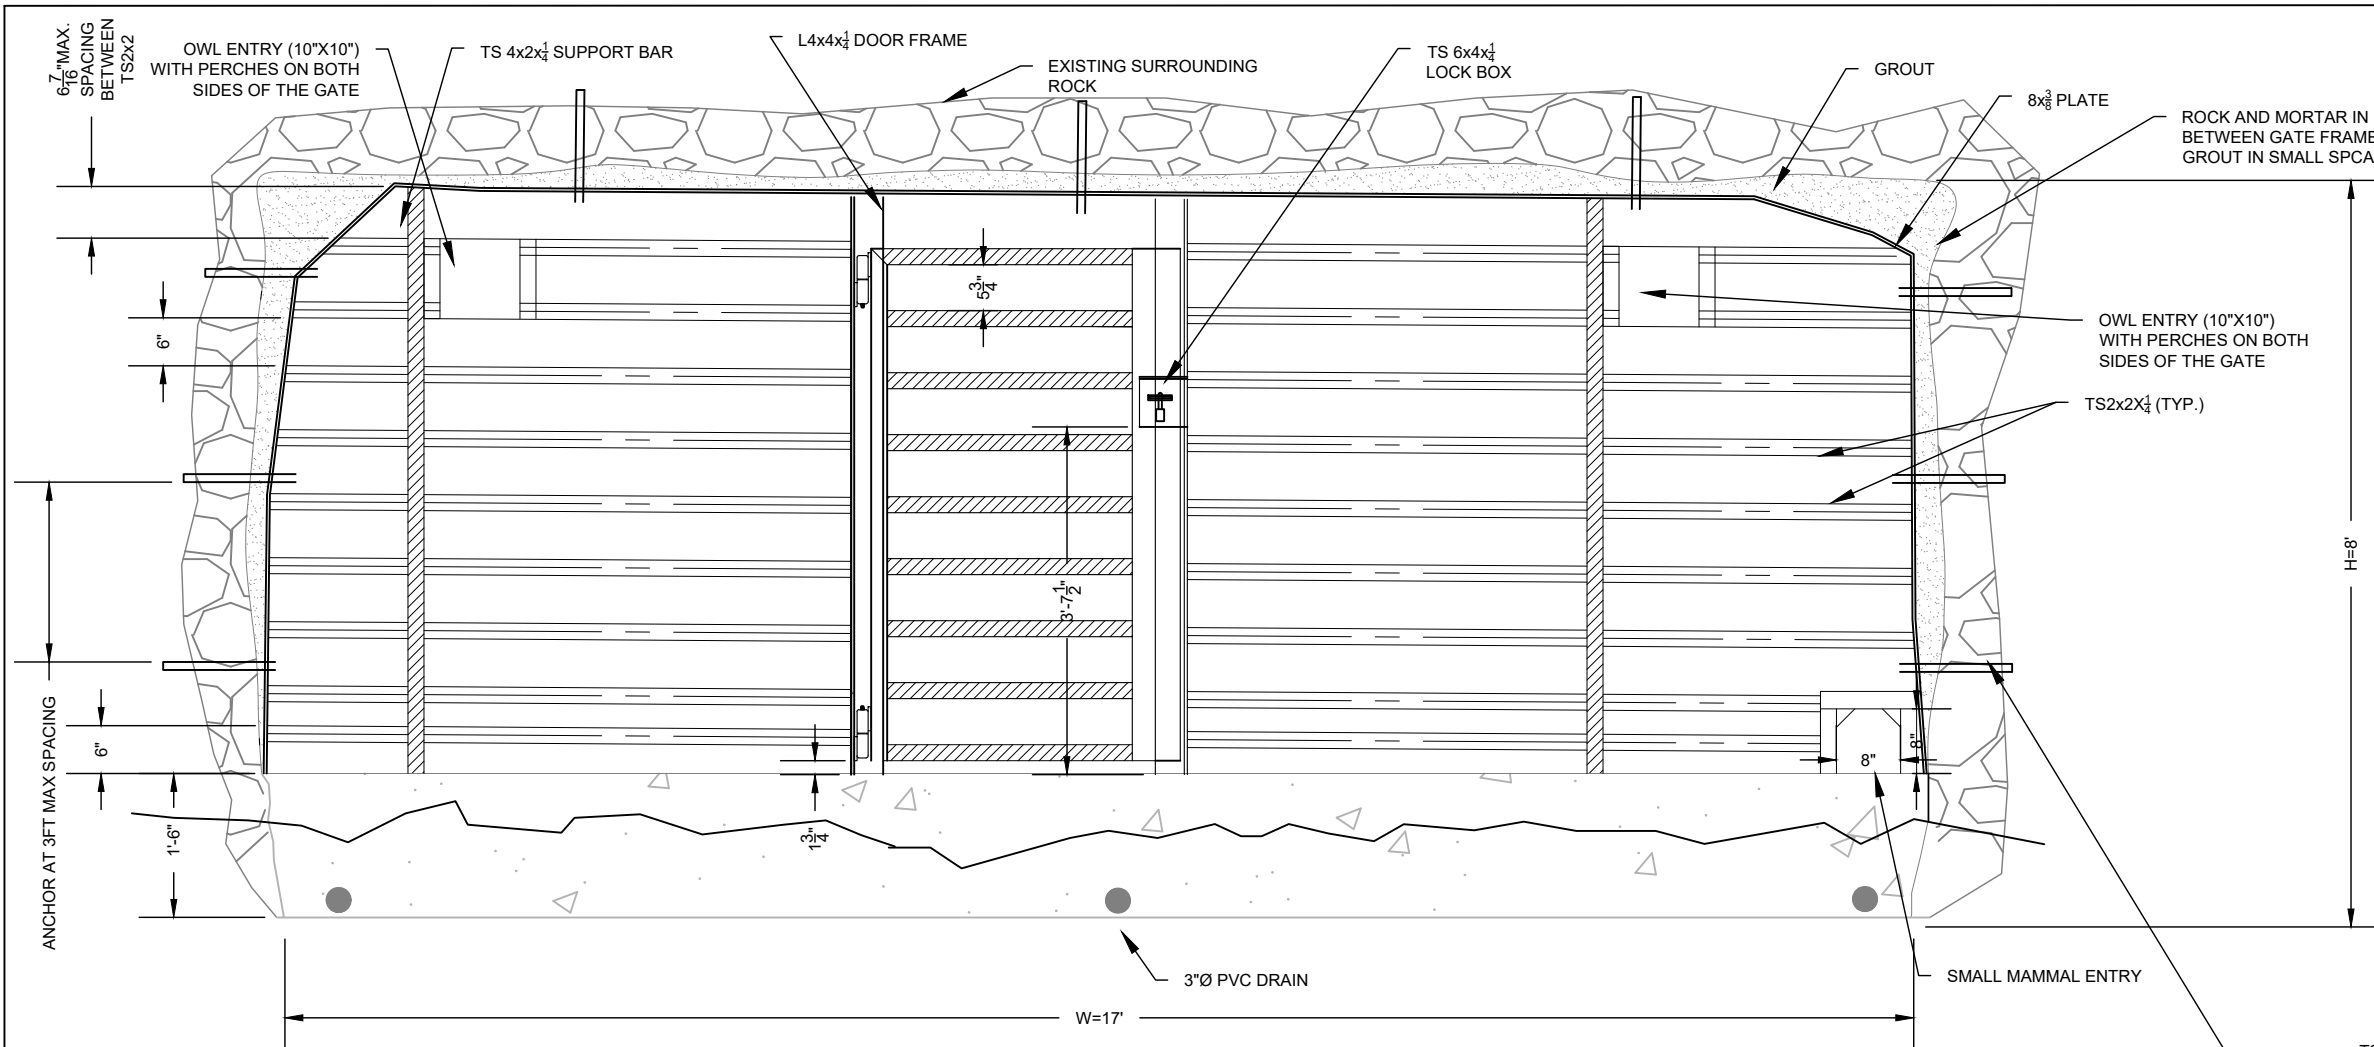 6 7/16"MAX.
SPACING
BETWEEN
TS2x2
OWL ENTRY (10"X10")
WITH PERCHES ON BOTH
SIDES OF THE GATE
TS 4x2x1/4 SUPPORT BAR
L4x4x1/4 DOOR FRAME
EXISTING SURROUNDING
ROCK
TS 6x4x1/4
LOCK BOX
GROUT
8x3/8 PLATE
ROCK AND MORTAR IN
BETWEEN GATE FRAME
GROUT IN SMALL SPCA
5 3/4"
6"
OWL ENTRY (10"X10")
WITH PERCHES ON BOTH
SIDES OF THE GATE
TS2x2X1/4 (TYP.)
H=8'
3'-7 1/2"
ANCHOR AT 3FT MAX SPACING
6"
8"
8"
1'-6"
1 3/4"
3"Ø PVC DRAIN
SMALL MAMMAL ENTRY
W=17'